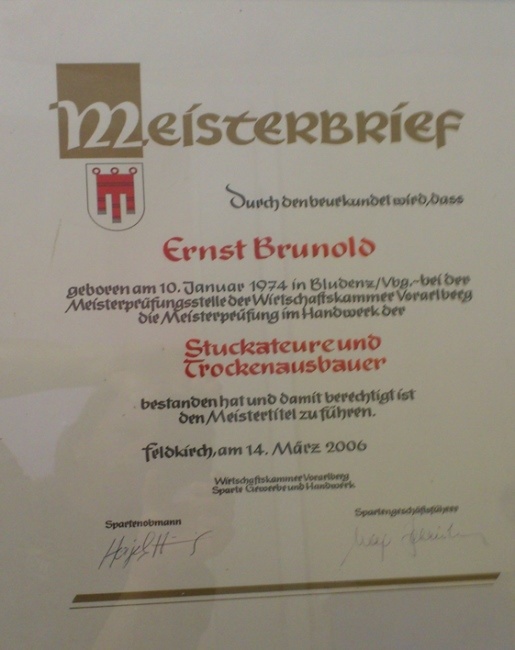 Meisterbrief
Durch den beurkundet wird, dass
Ernst Brunold
geboren am 10. Januar 1974 in Bludenz/Vbg.-bei der
Meisterprüfungsstelle der Wirtschaftskammer Vorarlberg
die Meisterprüfung im Handwerk der
Stuckateure und
Trockenausbauer
bestanden hat und damit berechtigt ist
den Meistertitel zu führen.
Feldkirch, am 14. März 2006
Wirtschaftskammer Vorarlberg
Sparte Gewerbe und Handwerk
Spartenobmann
Spartengeschäftsführer